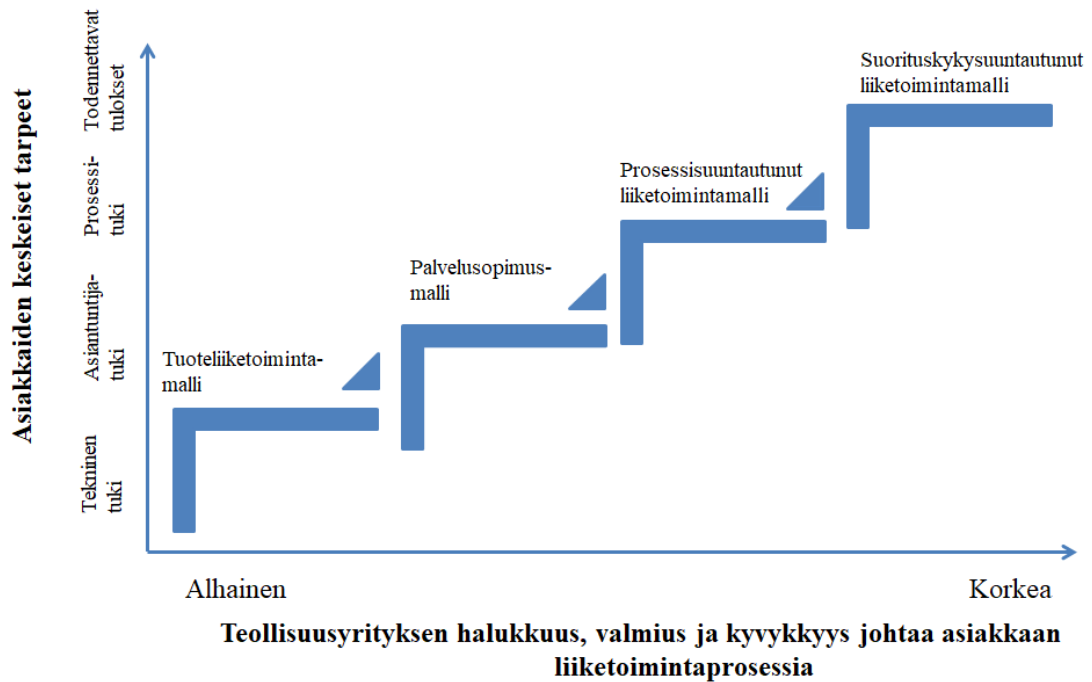 Asiakkaiden keskeiset tarpeet
Todennettavat
tulokset
Prosessi-
tuki
Asiantuntija-
tuki
Tekninen
tuki
Suorituskykysuuntautunut
liiketoimintamalli
Prosessisuuntautunut
liiketoimintamalli
Palvelusopimus-
malli
Tuoteliiketoiminta-
malli
Alhainen
Korkea
Teollisuusyrityksen halukkuus, valmius ja kyvykkyys johtaa asiakkaan
liiketoimintaprosessia